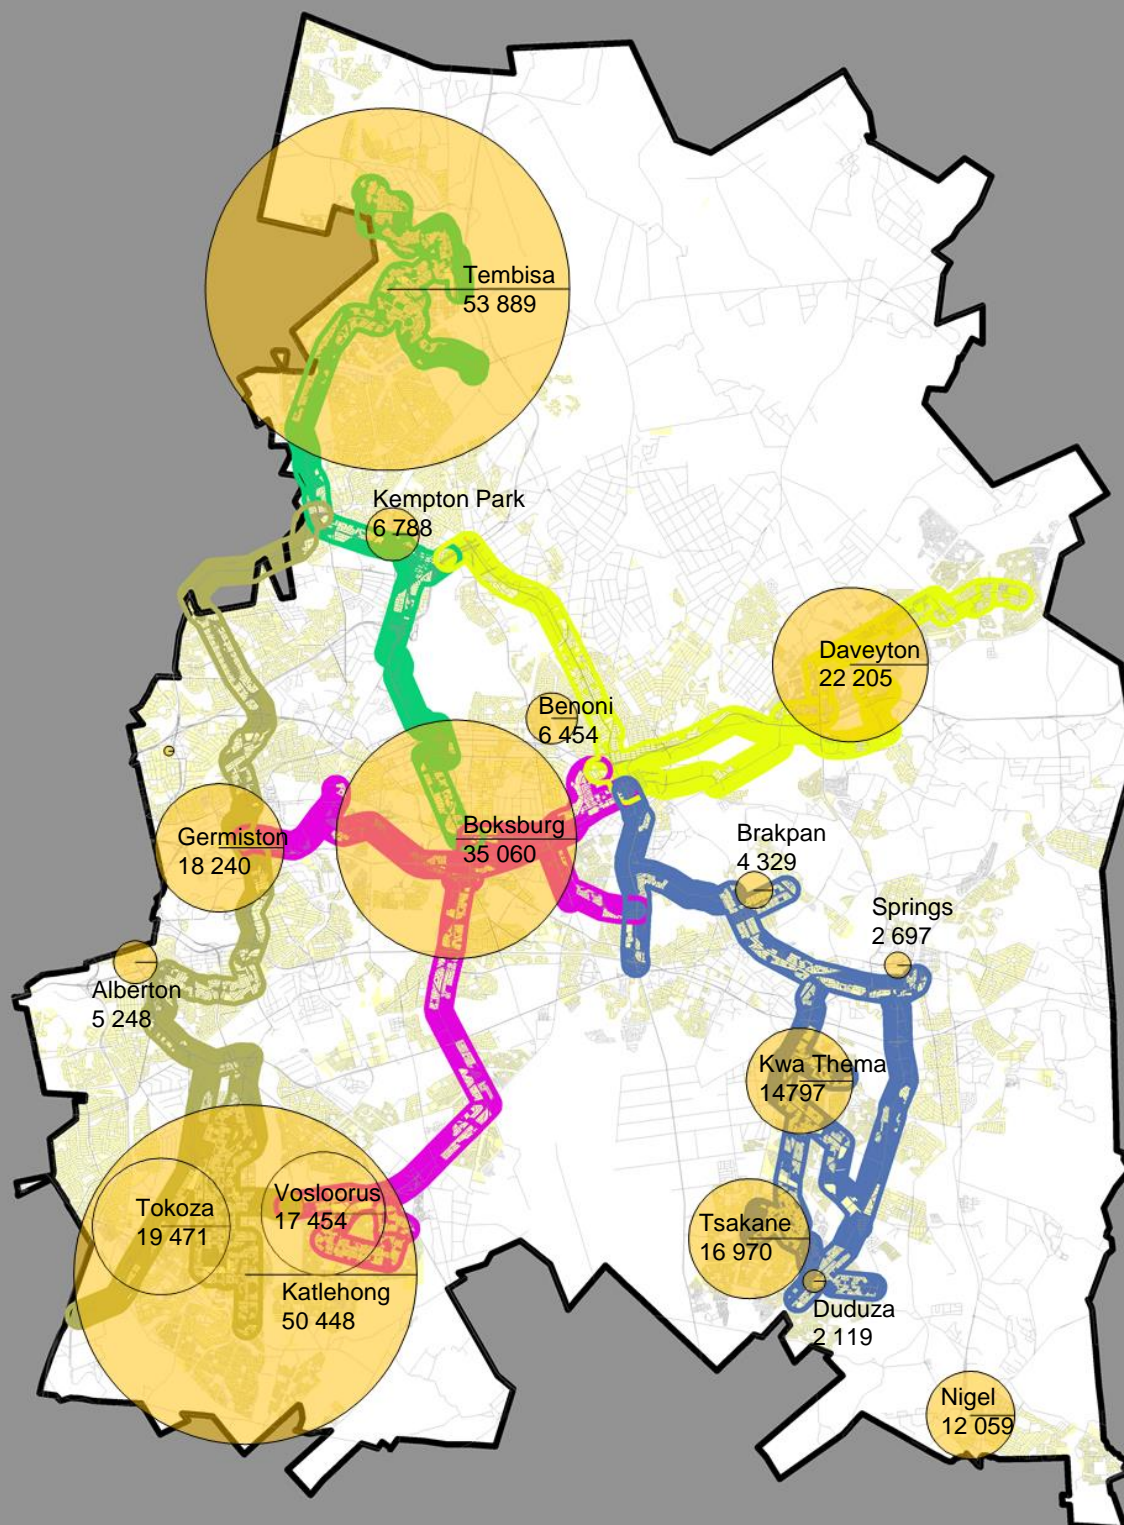 Tembisa
53 889
Kempton Park
6 788
Daveyton
22 205
Benoni
6 454
Germiston
18 240
Boksburg
35 060
Brakpan
4 329
Springs
2 697
Alberton
5 248
Kwa Thema
14797
Tokoza
19 471
Vosloorus
17 454
Tsakane
16 970
Katlehong
50 448
Duduza
2 119
Nigel
12 059